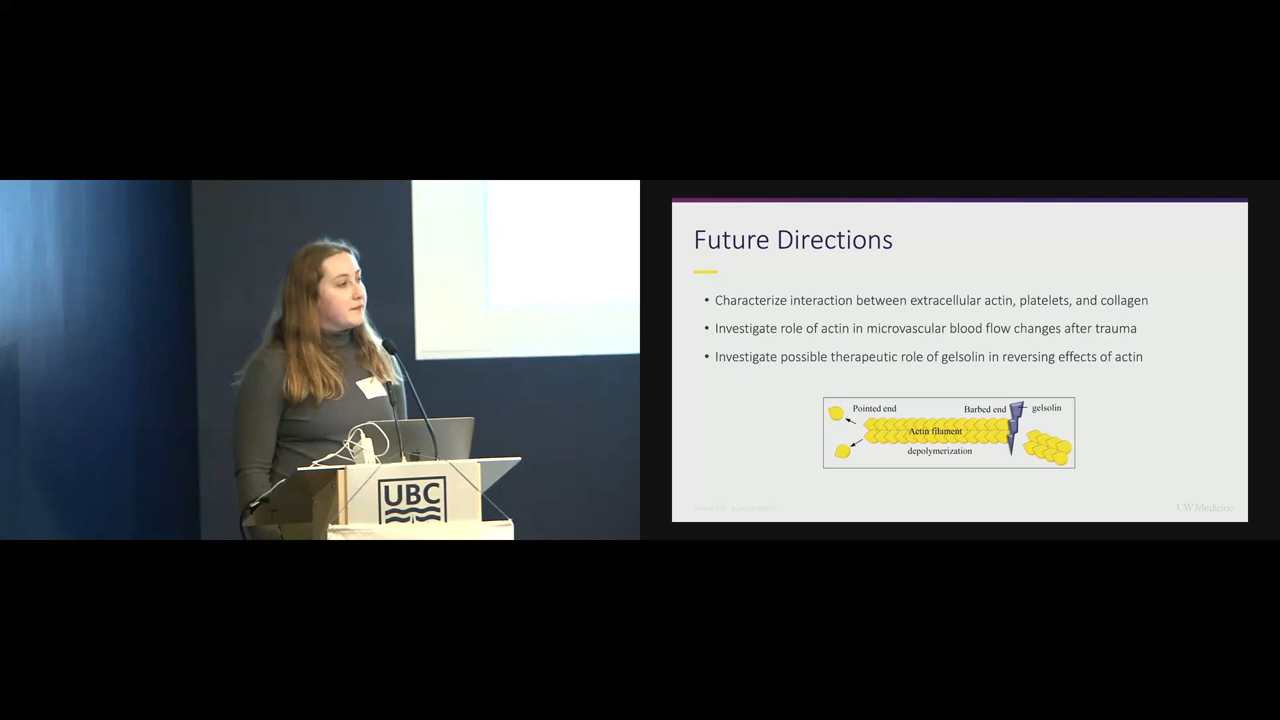 UBC
Future Directions
• Characterize interaction between extracellular actin, platelets, and collagen
• Investigate role of actin in microvascular blood flow changes after trauma
• Investigate possible therapeutic role of gelsolin in reversing effects of actin
Pointed end
Barbed end
gelsolin
Actin filament
depolymerization
UW Medicine